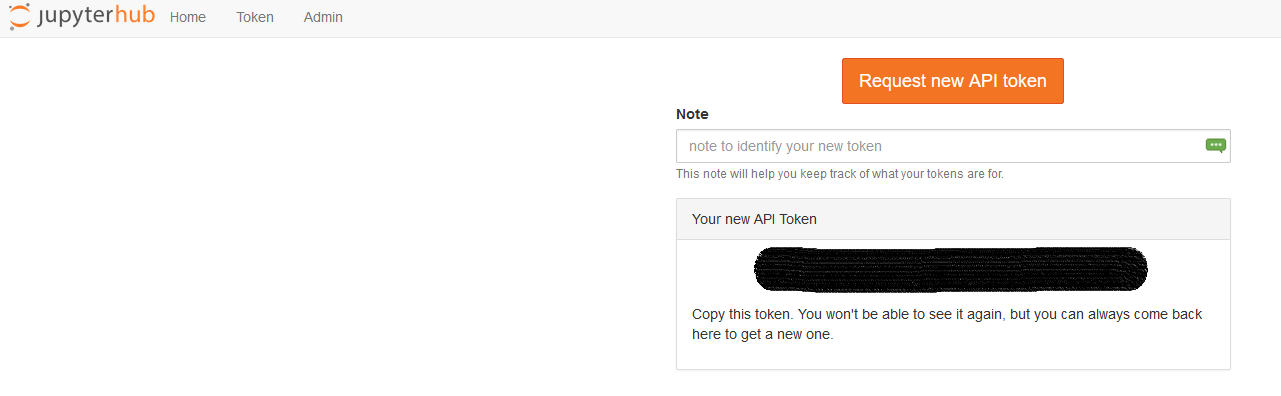 jupyterhub Home Token Admin
Request new API token
Note
note to identify your new token
This note will help you keep track of what your tokens are for.
Your new API Token
Copy this token. You won't be able to see it again, but you can always come back
here to get a new one.